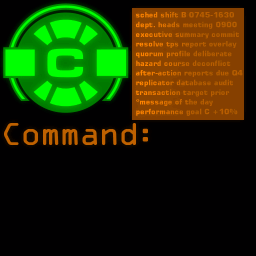 C
sched shift B 0745-1630
dept. heads meeting 0900
executive summary commit
resolve tps report overlay
quorum profile deliberate
hazard course deconflict
after-action reports due 04
replicator database audit
transaction target prior
"message of the day
performance goal C + 10%
Command: